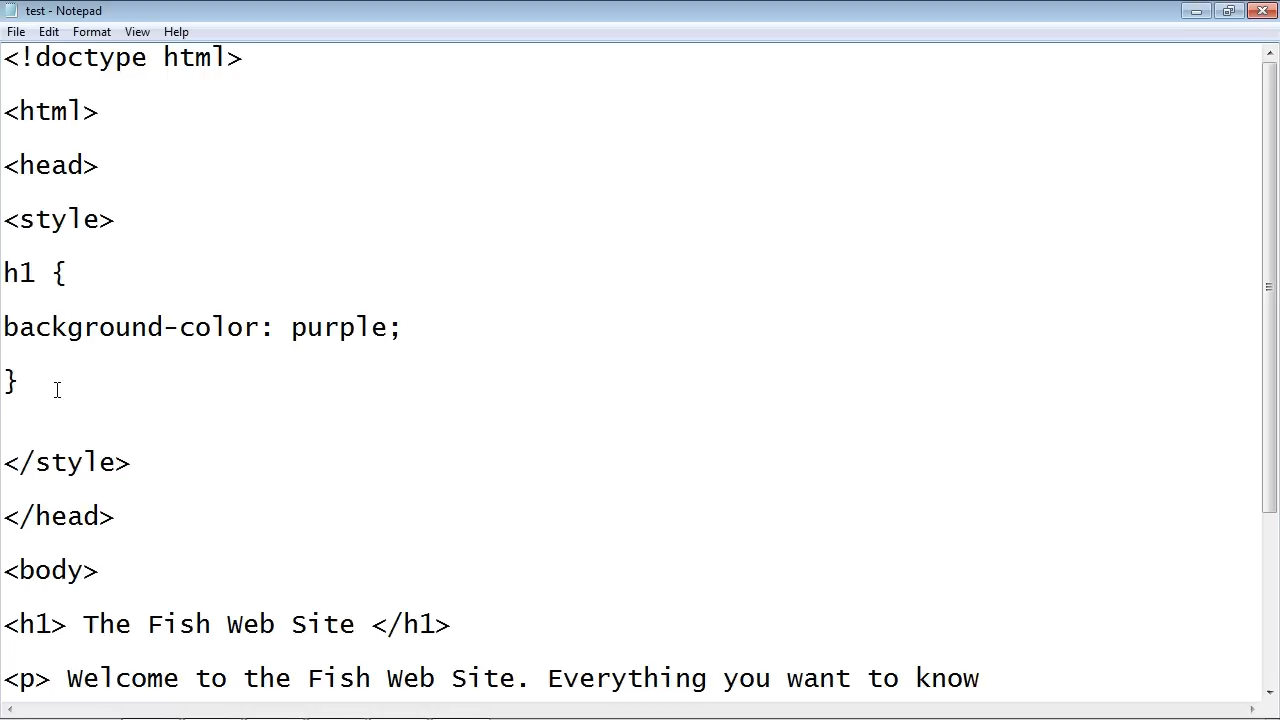 test - Notepad
File Edit Format View Help
<!doctype html>
<html>
<head>
<style>
h1 {
background-color: purple;
}
</style>
</head>
<body>
<h1> The Fish Web Site </h1>
<p> Welcome to the Fish Web Site. Everything you want to know